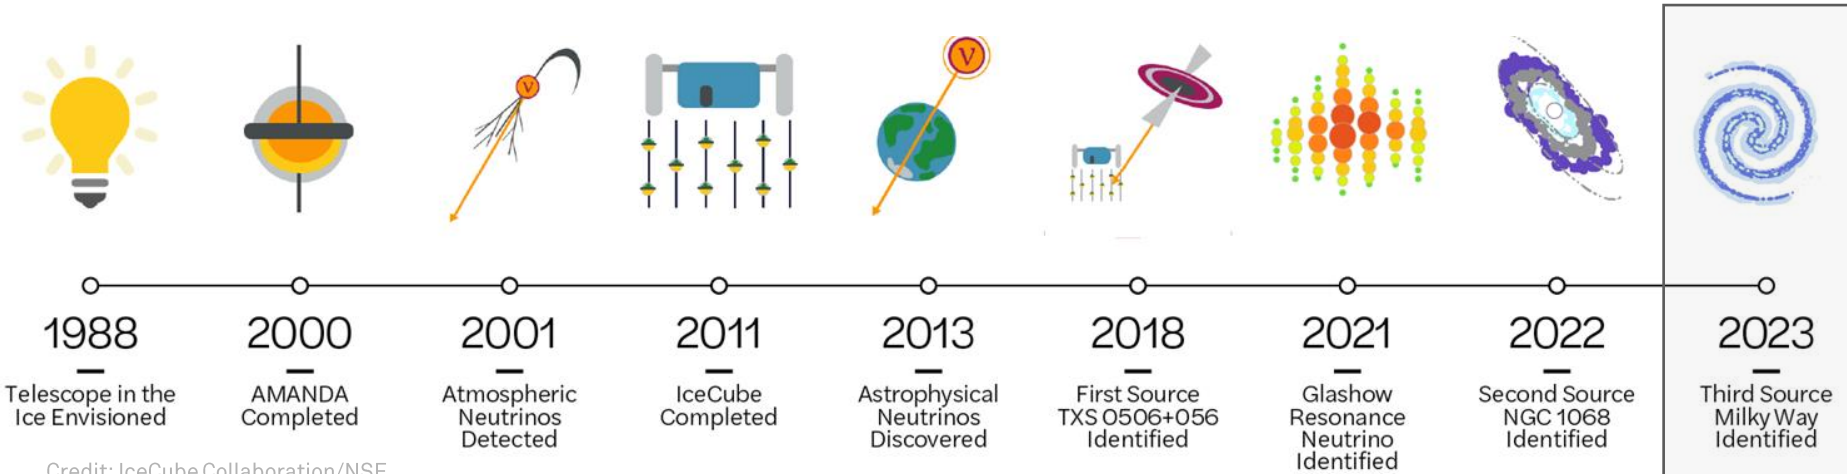 V
V
V
1988
Telescope in the
Ice Envisioned
2000
AMANDA
Completed
2001
Atmospheric
Neutrinos
Detected
2011
IceCube
Completed
2013
Astrophysical
Neutrinos
Discovered
2018
First Source
TXS 0506+056
Identified
2021
Glashow
Resonance
Neutrino
Identified
2022
Second Source
NGC 1068
Identified
2023
Third Source
Milky Way
Identified
Credit: IceCube Collaboration/NSF